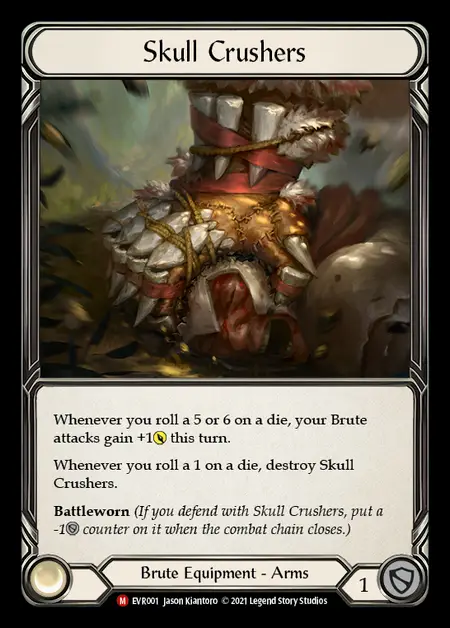 Skull Crushers
Whenever you roll a 5 or 6 on a die, your Brute
attacks gain +1 this turn.
Whenever you roll a 1 on a die, destroy Skull
Crushers.
Battleworn (If you defend with Skull Crushers, put a
-1 counter on it when the combat chain closes.)
Brute Equipment - Arms
1
M EVR001 Jason Kiantoro © 2021 Legend Story Studios